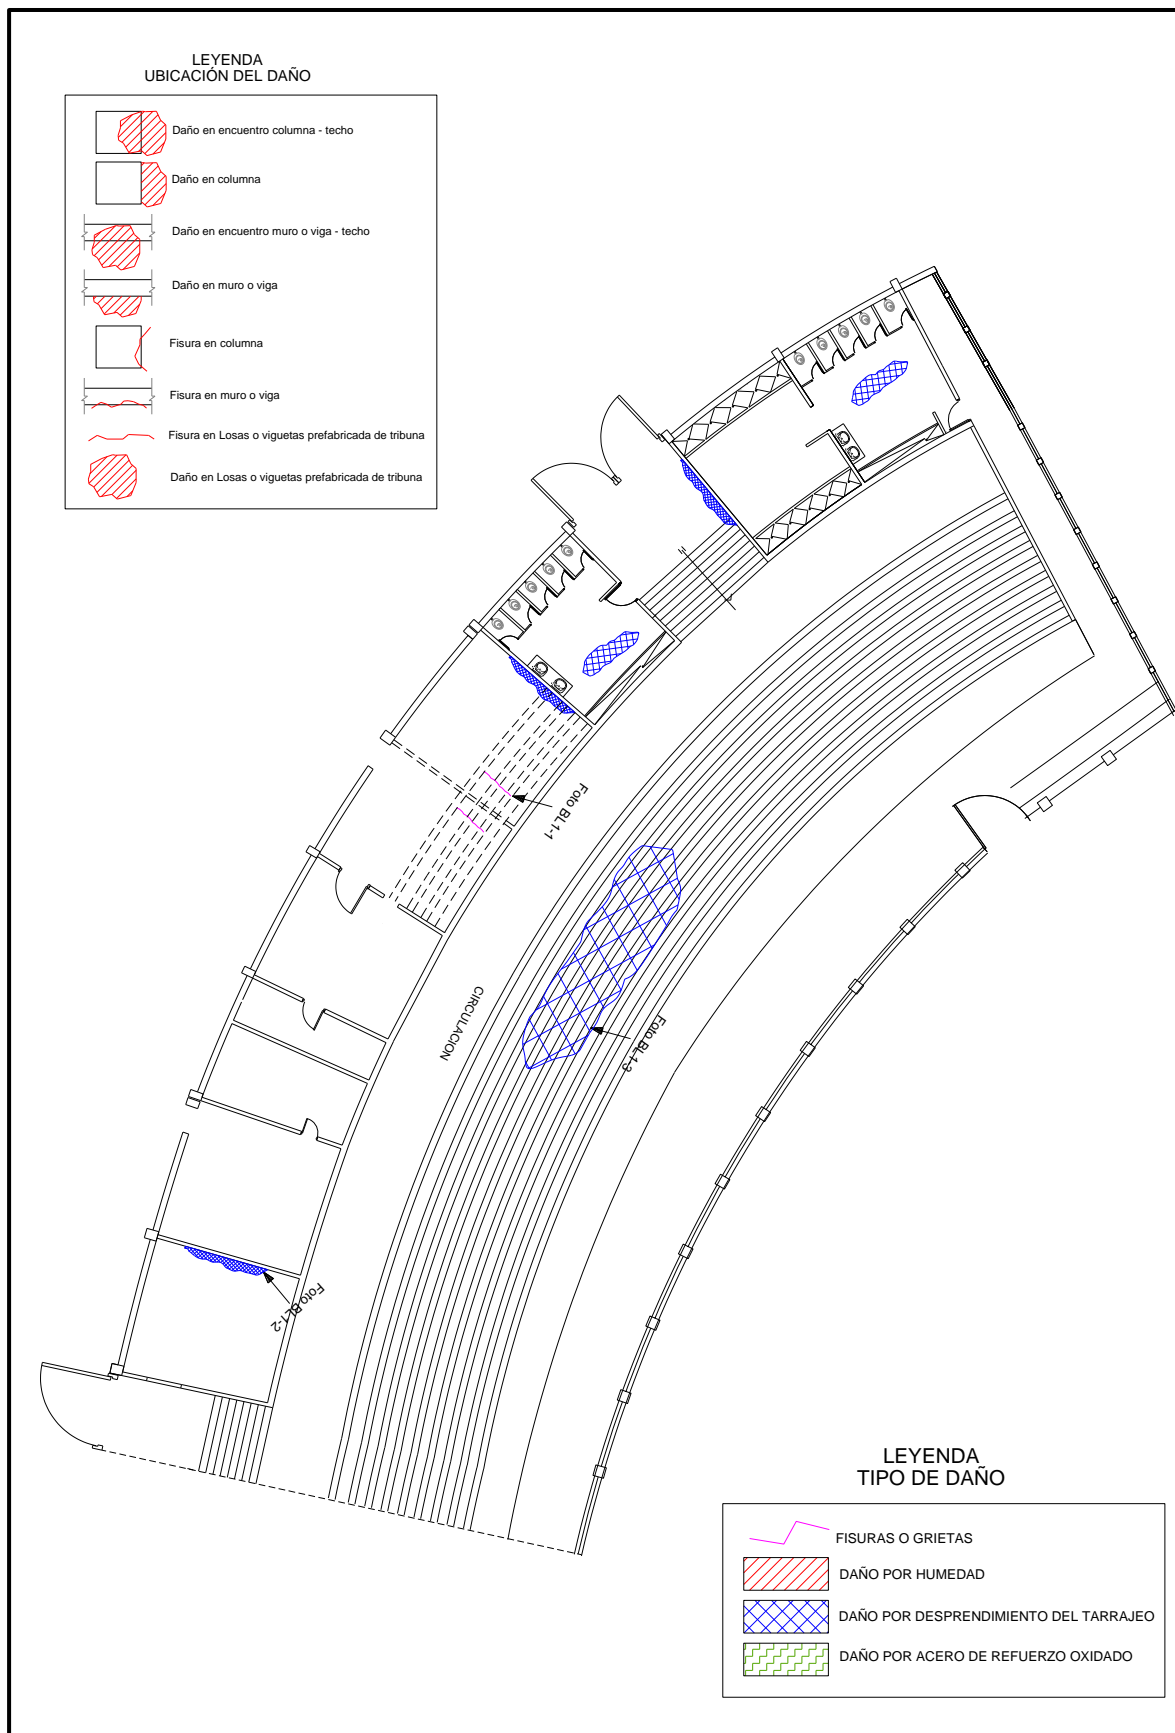 LEYENDA
UBICACIÓN DEL DAÑO
Daño en encuentro columna - techo
Daño en columna
Daño en encuentro muro o viga - techo
Daño en muro o viga
Fisura en columna
Fisura en muro o viga
Fisura en Losas o viguetas prefabricada de tribuna
Daño en Losas o viguetas prefabricada de tribuna
Foto BL1-1
CIRCULACION
Foto BL1-3
Foto BL1-2
LEYENDA
TIPO DE DAÑO
FISURAS O GRIETAS
DAÑO POR HUMEDAD
DAÑO POR DESPRENDIMIENTO DEL TARRAJEO
DAÑO POR ACERO DE REFUERZO OXIDADO